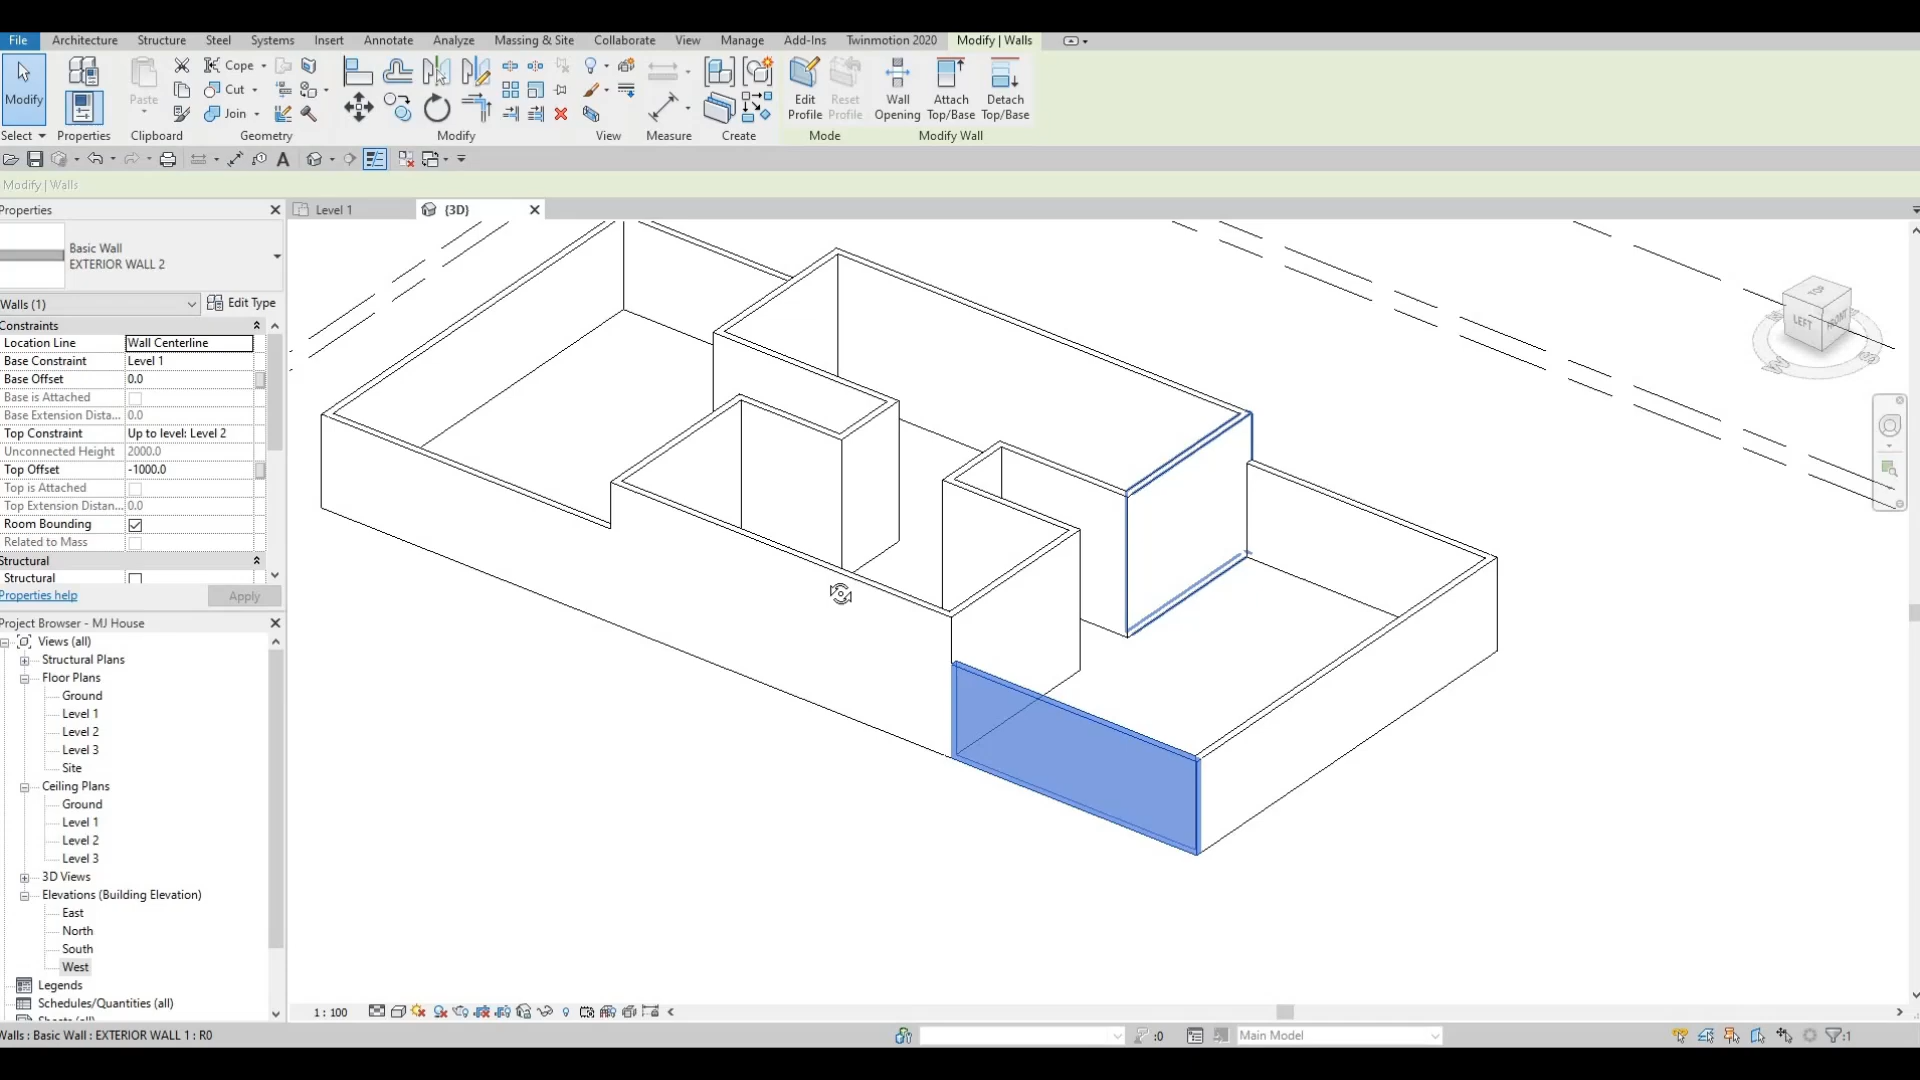 File Architecture Structure Steel Systems Insert Annotate Analyze Massing & Site Collaborate View Manage Add-Ins Twinmotion 2020 Modify | Walls
Modify
Paste
Cope
Cut
Join
Edit Profile
Reset Profile
Wall Opening
Attach Top/Base
Detach Top/Base
Select Properties Clipboard Geometry Modify View Measure Create Mode Modify Wall
A
Modify | Walls
Properties
Level 1
{3D}
Basic Wall
EXTERIOR WALL 2
Walls (1)
Edit Type
Constraints
Location Line Wall Centerline
Base Constraint Level 1
Base Offset 0.0
Base is Attached
Base Extension Dista... 0.0
Top Constraint Up to level: Level 2
Unconnected Height 2000.0
Top Offset -1000.0
Top is Attached
Top Extension Distan... 0.0
Room Bounding
Related to Mass
Structural
Structural
Properties help
Apply
Project Browser - MJ House
Views (all)
Structural Plans
Floor Plans
Ground
Level 1
Level 2
Level 3
Site
Ceiling Plans
Ground
Level 1
Level 2
Level 3
3D Views
Elevations (Building Elevation)
East
North
South
West
Legends
Schedules/Quantities (all)
TOP
LEFT
FRONT
W
S
1 : 100
Walls : Basic Wall : EXTERIOR WALL 1 : R0
:0
Main Model
:1